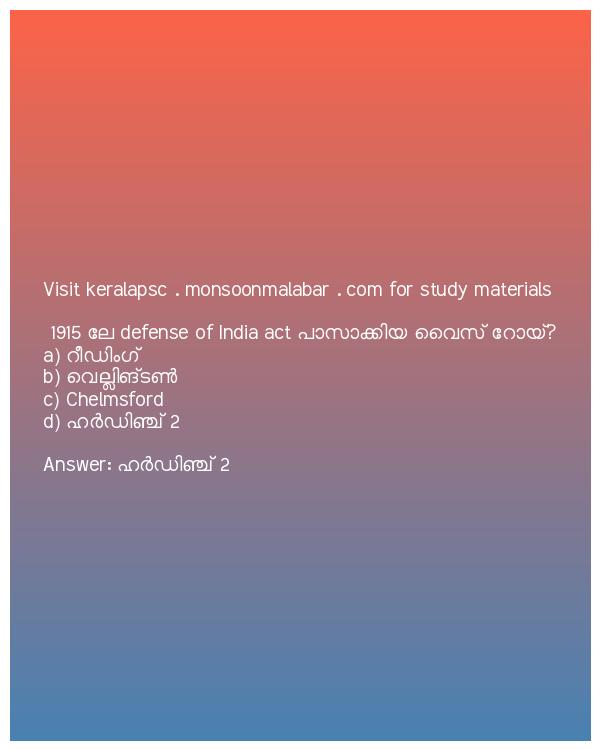 Visit keralapsc . monsoonmalabar . com for study materials
1915 ലേ defense of India act പാസാക്കിയ വൈസ് റോയ്?
a) റീഡിംഗ്
b) വെല്ലിങ്ടൺ
c) Chelmsford
d) ഹർഡിഞ്ച് 2
Answer: ഹർഡിഞ്ച് 2